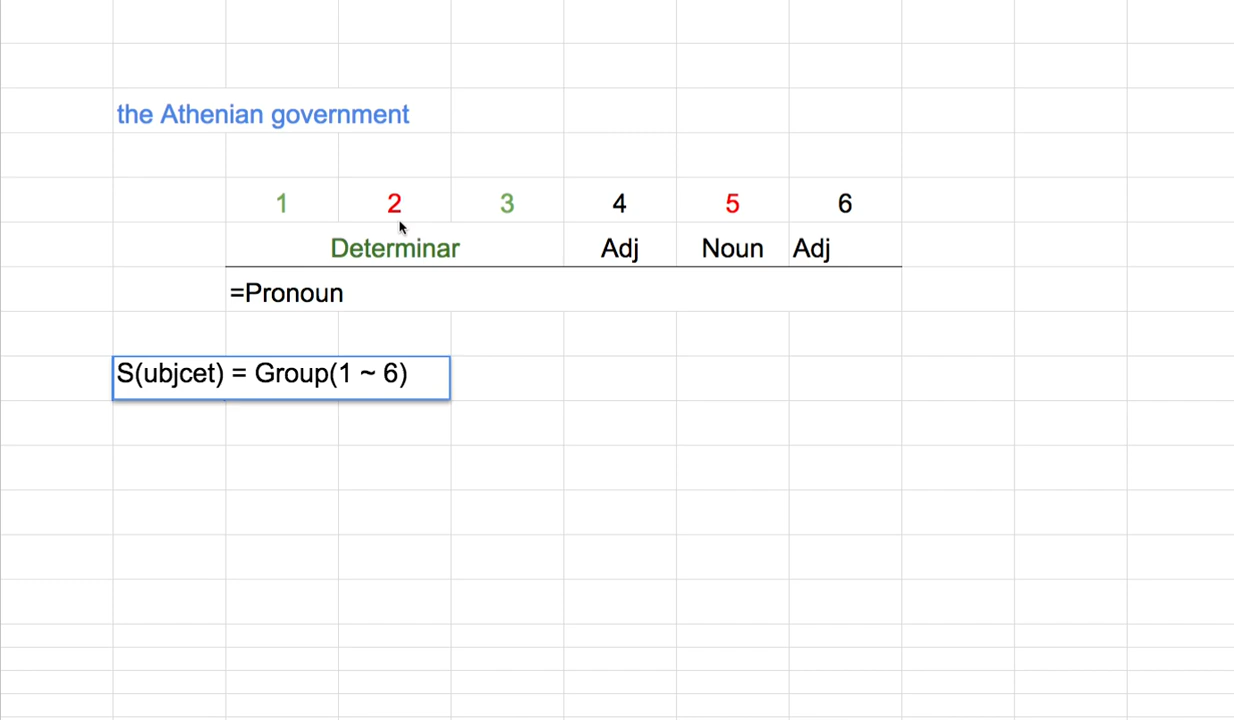 the Athenian government
1 2 3 4 5 6
Determinar Adj Noun Adj
=Pronoun
S(ubjcet) = Group(1 ~ 6)